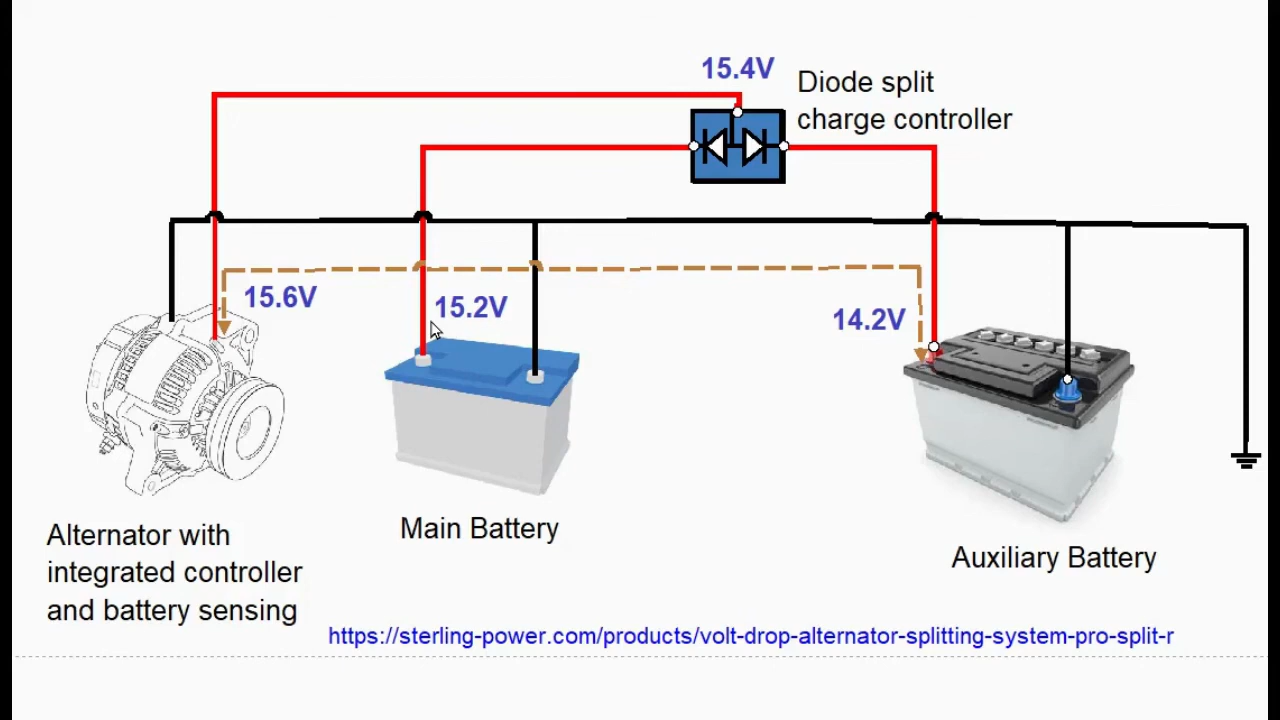 15.4V
Diode split
charge controller
15.6V
15.2V
14.2V
Main Battery
Alternator with
integrated controller
and battery sensing
Auxiliary Battery
https://sterling-power.com/products/volt-drop-alternator-splitting-system-pro-split-r